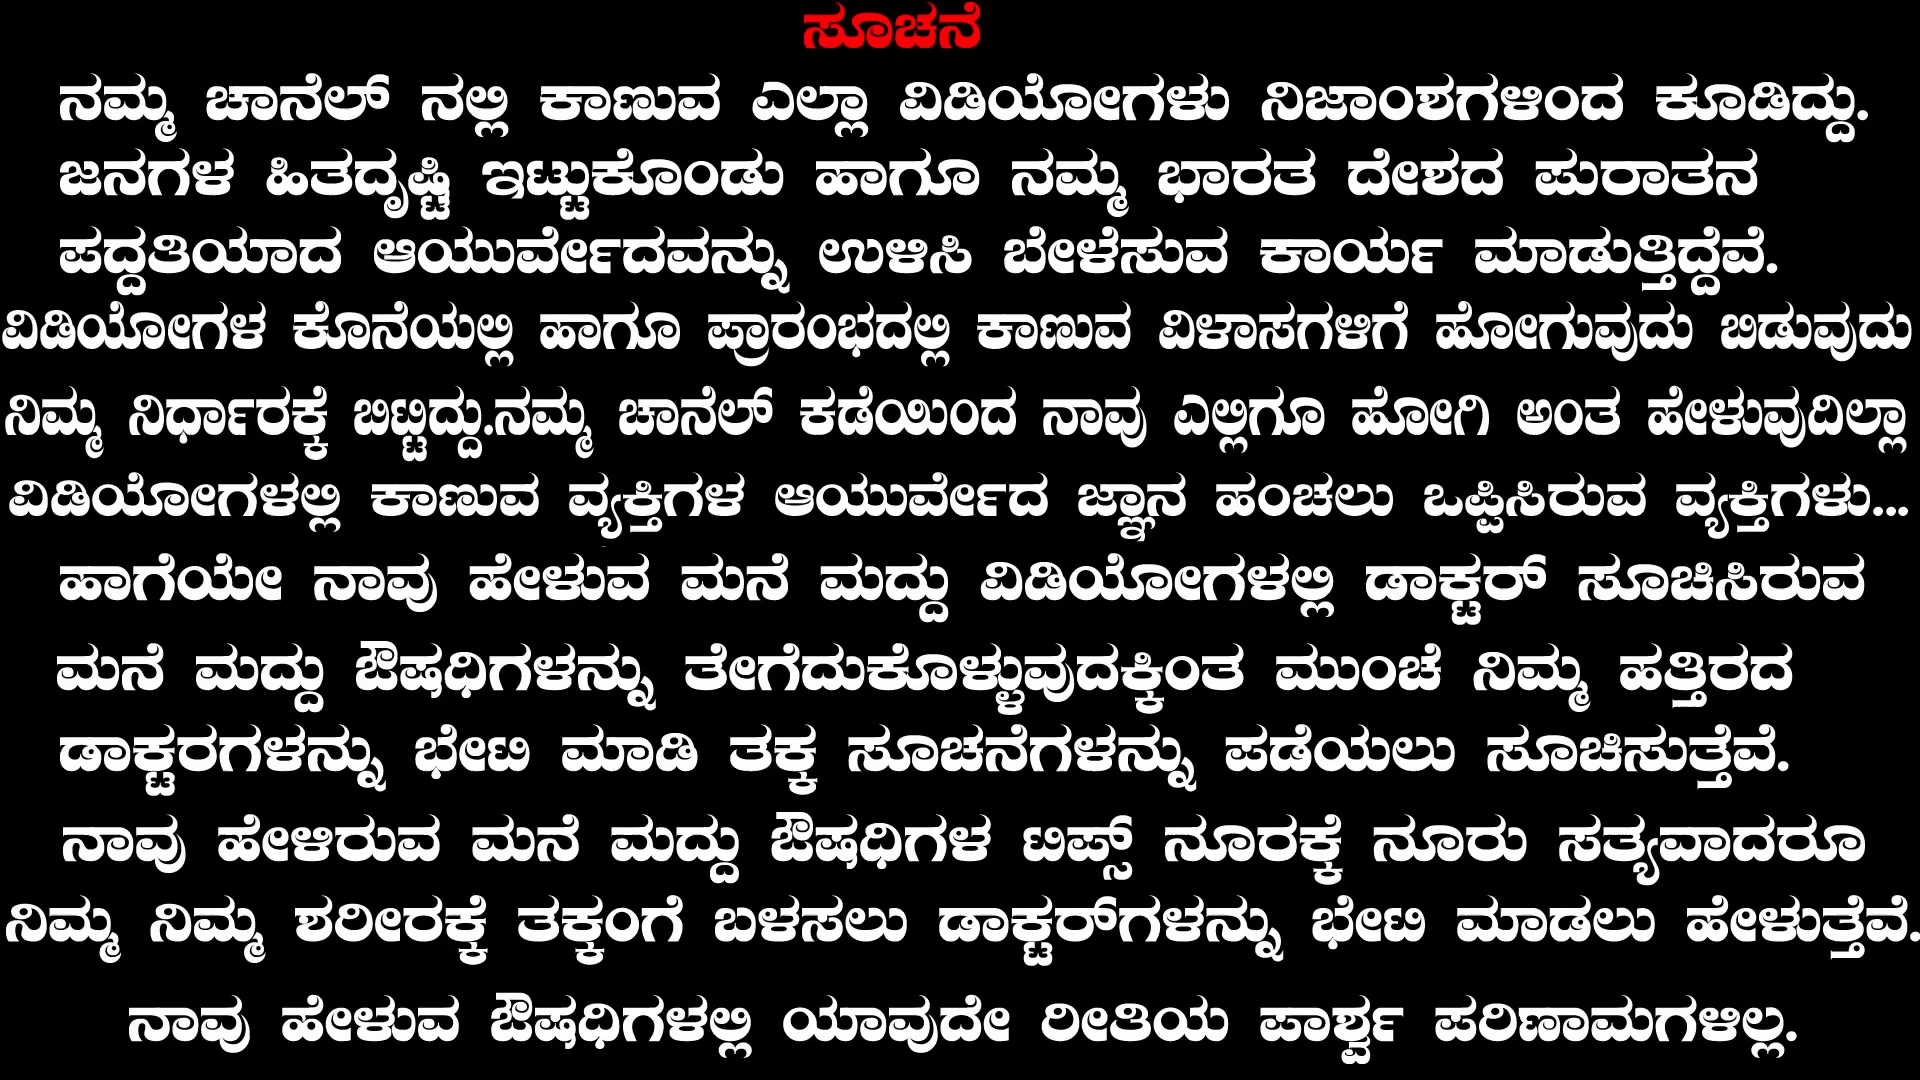 ಸೂಚನೆ
ನಮ್ಮ ಚಾನೆಲ್ ನಲ್ಲಿ ಕಾಣುವ ಎಲ್ಲಾ ವಿಡಿಯೋಗಳು ನಿಜಾಂಶಗಳಿಂದ ಕೂಡಿದ್ದು.
ಜನಗಳ ಹಿತದೃಷ್ಟಿ ಇಟ್ಟುಕೊಂಡು ಹಾಗೂ ನಮ್ಮ ಭಾರತ ದೇಶದ ಪುರಾತನ
ಪದ್ದತಿಯಾದ ಆಯುರ್ವೇದವನ್ನು ಉಳಿಸಿ ಬೇಳೆಸುವ ಕಾರ್ಯ ಮಾಡುತ್ತಿದ್ದೆವೆ.
ವಿಡಿಯೋಗಳ ಕೊನೆಯಲ್ಲಿ ಹಾಗೂ ಪ್ರಾರಂಭದಲ್ಲಿ ಕಾಣುವ ವಿಳಾಸಗಳಿಗೆ ಹೋಗುವುದು ಬಿಡುವುದು
ನಿಮ್ಮ ನಿರ್ಧಾರಕ್ಕೆ ಬಿಟ್ಟಿದ್ದು.ನಮ್ಮ ಚಾನೆಲ್ ಕಡೆಯಿಂದ ನಾವು ಎಲ್ಲಿಗೂ ಹೋಗಿ ಅಂತ ಹೇಳುವುದಿಲ್ಲಾ
ವಿಡಿಯೋಗಳಲ್ಲಿ ಕಾಣುವ ವ್ಯಕ್ತಿಗಳ ಆಯುರ್ವೇದ ಜ್ಞಾನ ಹಂಚಲು ಒಪ್ಪಿಸಿರುವ ವ್ಯಕ್ತಿಗಳು...
ಹಾಗೆಯೇ ನಾವು ಹೇಳುವ ಮನೆ ಮದ್ದು ವಿಡಿಯೋಗಳಲ್ಲಿ ಡಾಕ್ಟರ್ ಸೂಚಿಸಿರುವ
ಮನೆ ಮದ್ದು ಔಷಧಿಗಳನ್ನು ತೇಗೆದುಕೊಳ್ಳುವುದಕ್ಕಿಂತ ಮುಂಚೆ ನಿಮ್ಮ ಹತ್ತಿರದ
ಡಾಕ್ಟರಗಳನ್ನು ಭೇಟಿ ಮಾಡಿ ತಕ್ಕ ಸೂಚನೆಗಳನ್ನು ಪಡೆಯಲು ಸೂಚಿಸುತ್ತೆವೆ.
ನಾವು ಹೇಳಿರುವ ಮನೆ ಮದ್ದು ಔಷಧಿಗಳ ಟಿಪ್ಸ್ ನೂರಕ್ಕೆ ನೂರು ಸತ್ಯವಾದರೂ
ನಿಮ್ಮ ನಿಮ್ಮ ಶರೀರಕ್ಕೆ ತಕ್ಕಂಗೆ ಬಳಸಲು ಡಾಕ್ಟರ್‌ಗಳನ್ನು ಭೇಟಿ ಮಾಡಲು ಹೇಳುತ್ತೆವೆ.
ನಾವು ಹೇಳುವ ಔಷಧಿಗಳಲ್ಲಿ ಯಾವುದೇ ರೀತಿಯ ಪಾರ್ಶ್ವ ಪರಿಣಾಮಗಳಿಲ್ಲ.